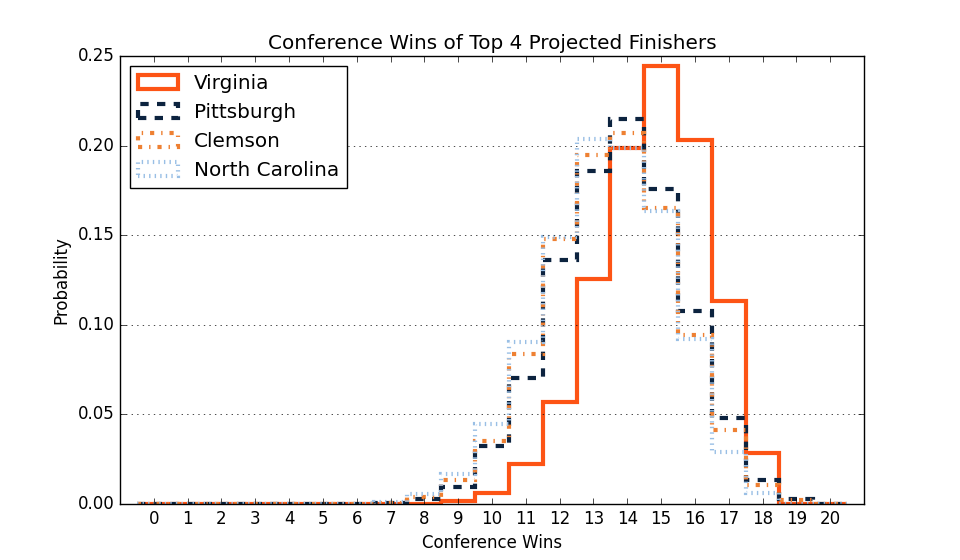 Conference Wins of Top 4 Projected Finishers
Virginia
Pittsburgh
Clemson
North Carolina
Probability
0.25
0.20
0.15
0.10
0.05
0.00
0 1 2 3 4 5 6 7 8 9 10 11 12 13 14 15 16 17 18 19 20
Conference Wins